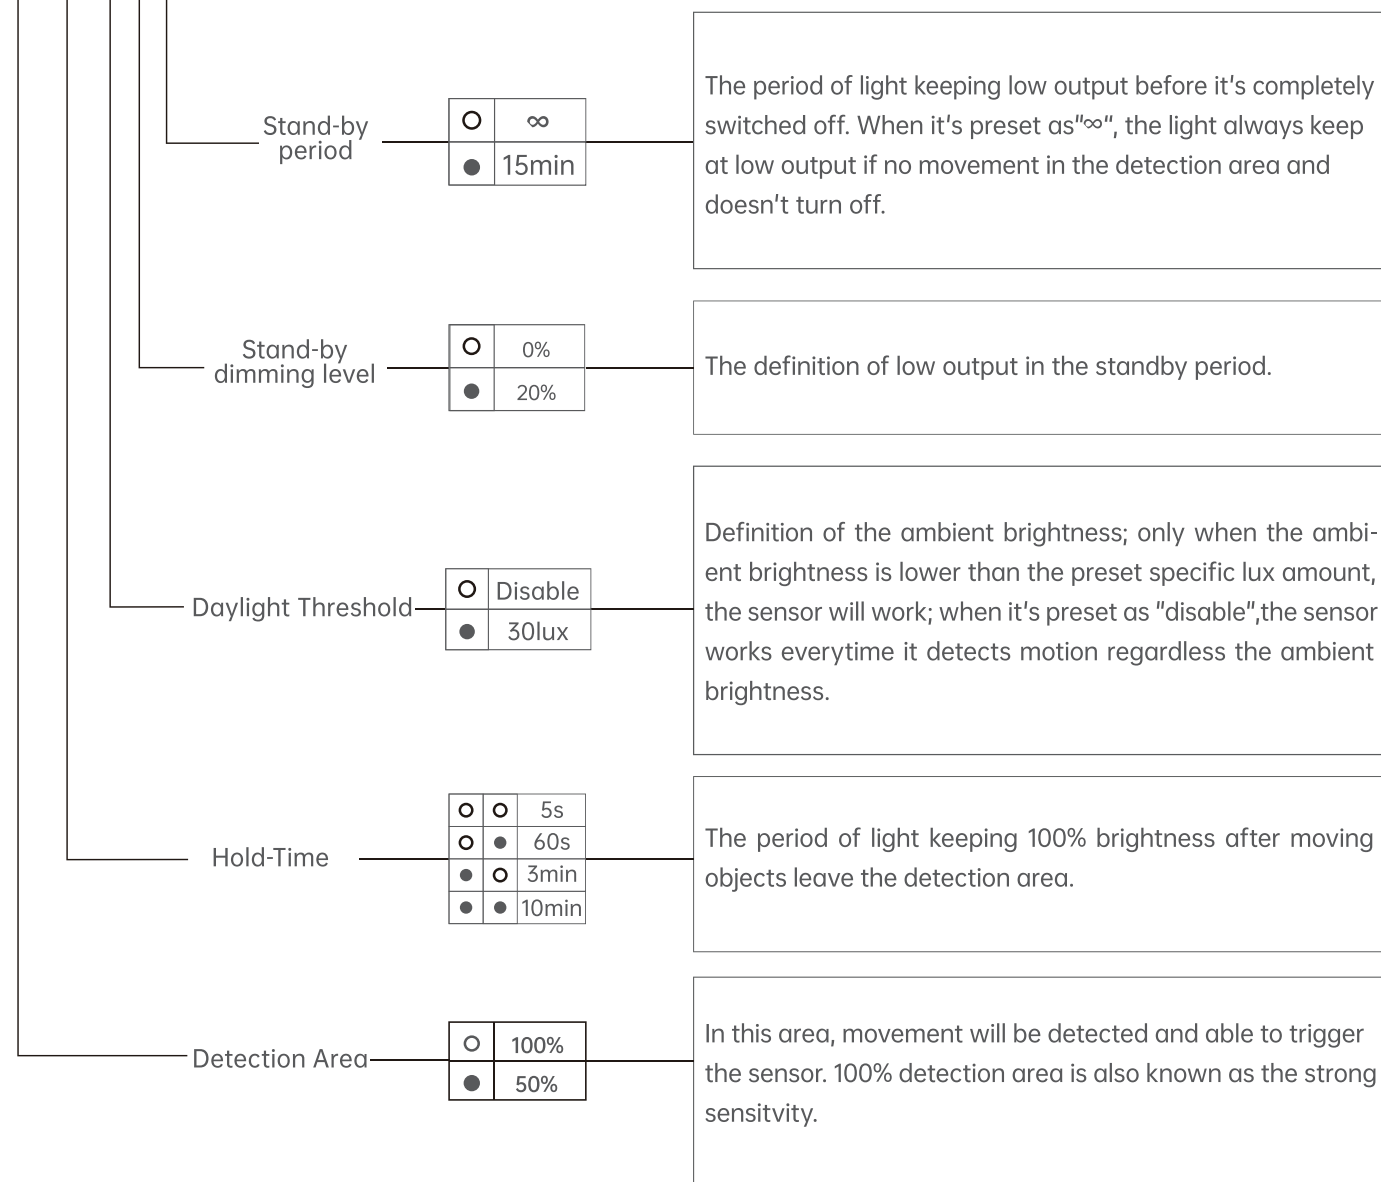 Stand-by
period
∞
15min
The period of light keeping low output before it's completely
switched off. When it's preset as"∞", the light always keep
at low output if no movement in the detection area and
doesn't turn off.
Stand-by
dimming level
0%
20%
The definition of low output in the standby period.
Daylight Threshold
Disable
30lux
Definition of the ambient brightness; only when the ambi-
ent brightness is lower than the preset specific lux amount,
the sensor will work; when it's preset as "disable",the sensor
works everytime it detects motion regardless the ambient
brightness.
Hold-Time
5s
60s
3min
10min
The period of light keeping 100% brightness after moving
objects leave the detection area.
Detection Area
100%
50%
In this area, movement will be detected and able to trigger
the sensor. 100% detection area is also known as the strong
sensitvity.